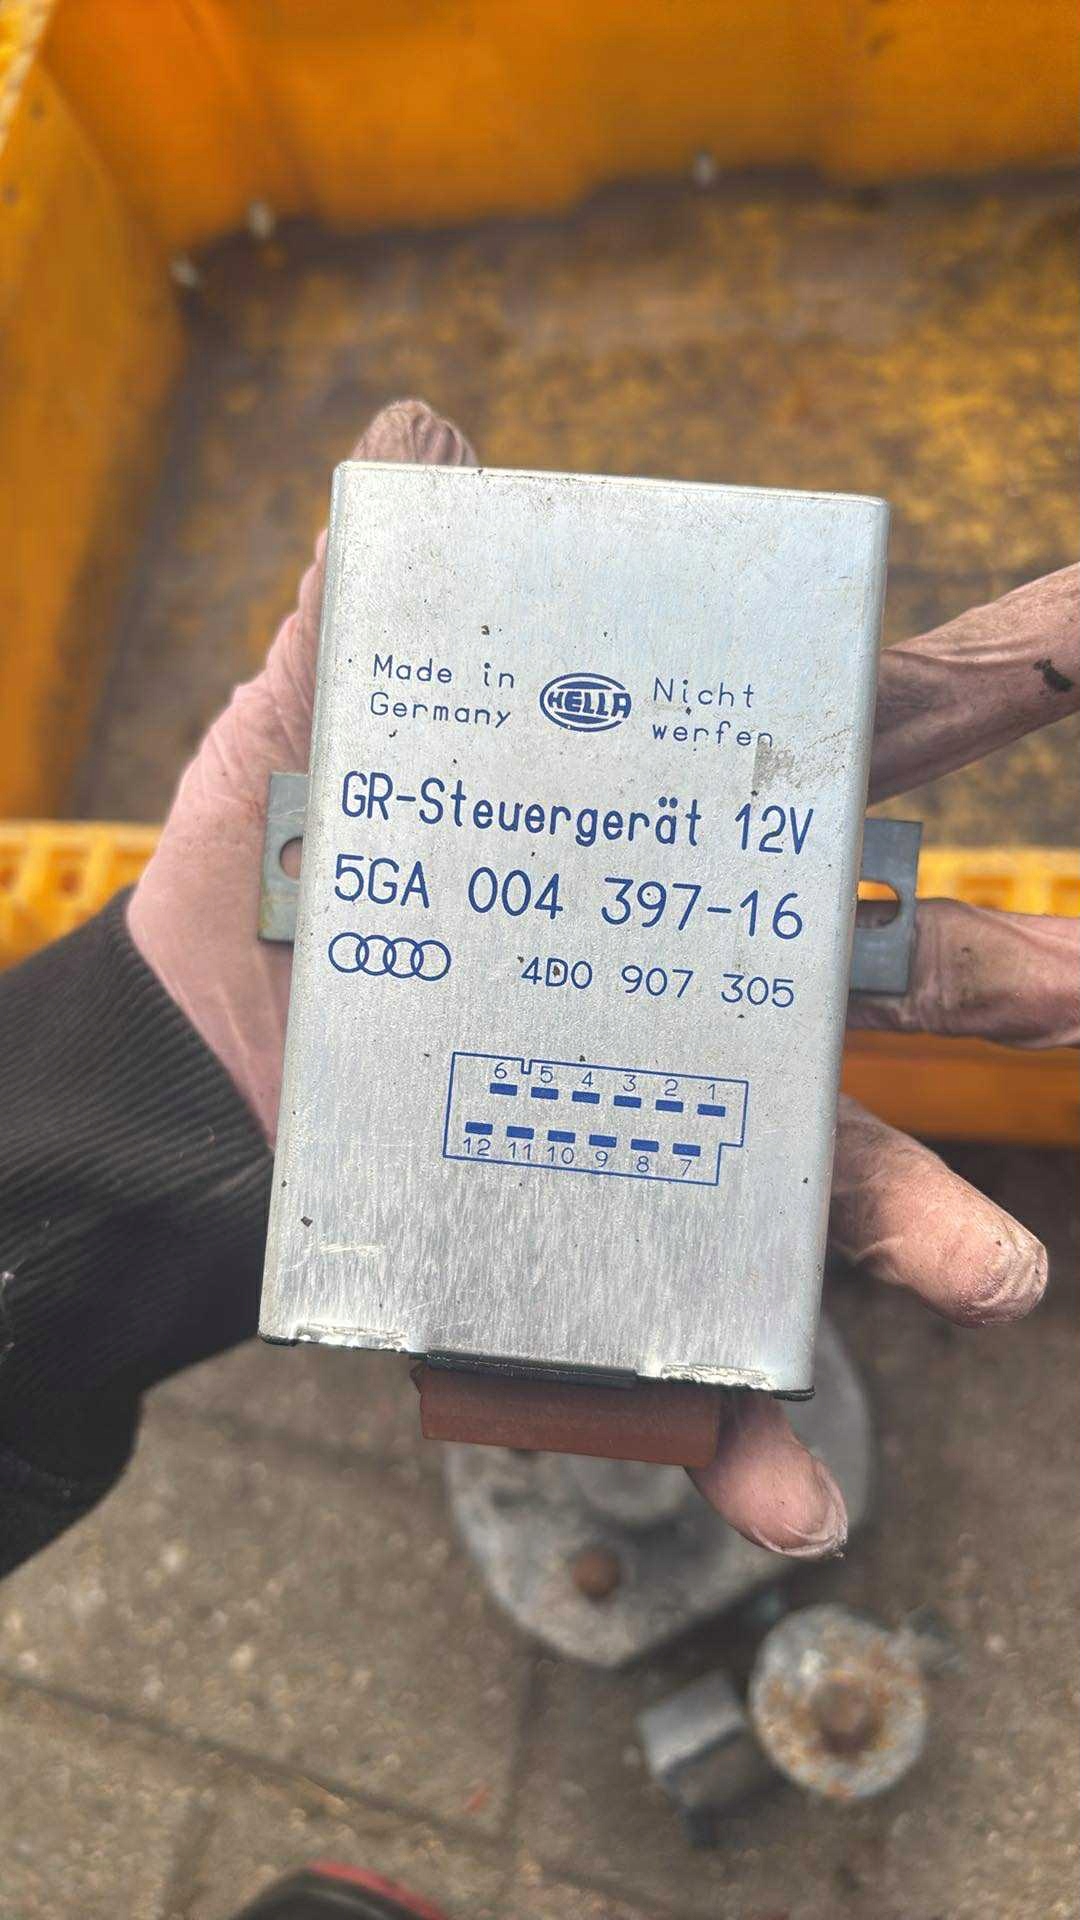 Made in
Germany
HELLA
Nicht
werfen
GR-Steuergerät 12V
5GA 004 397-16
4D0 907 305
6 5 4 3 2 1
12 11 10 9 8 7